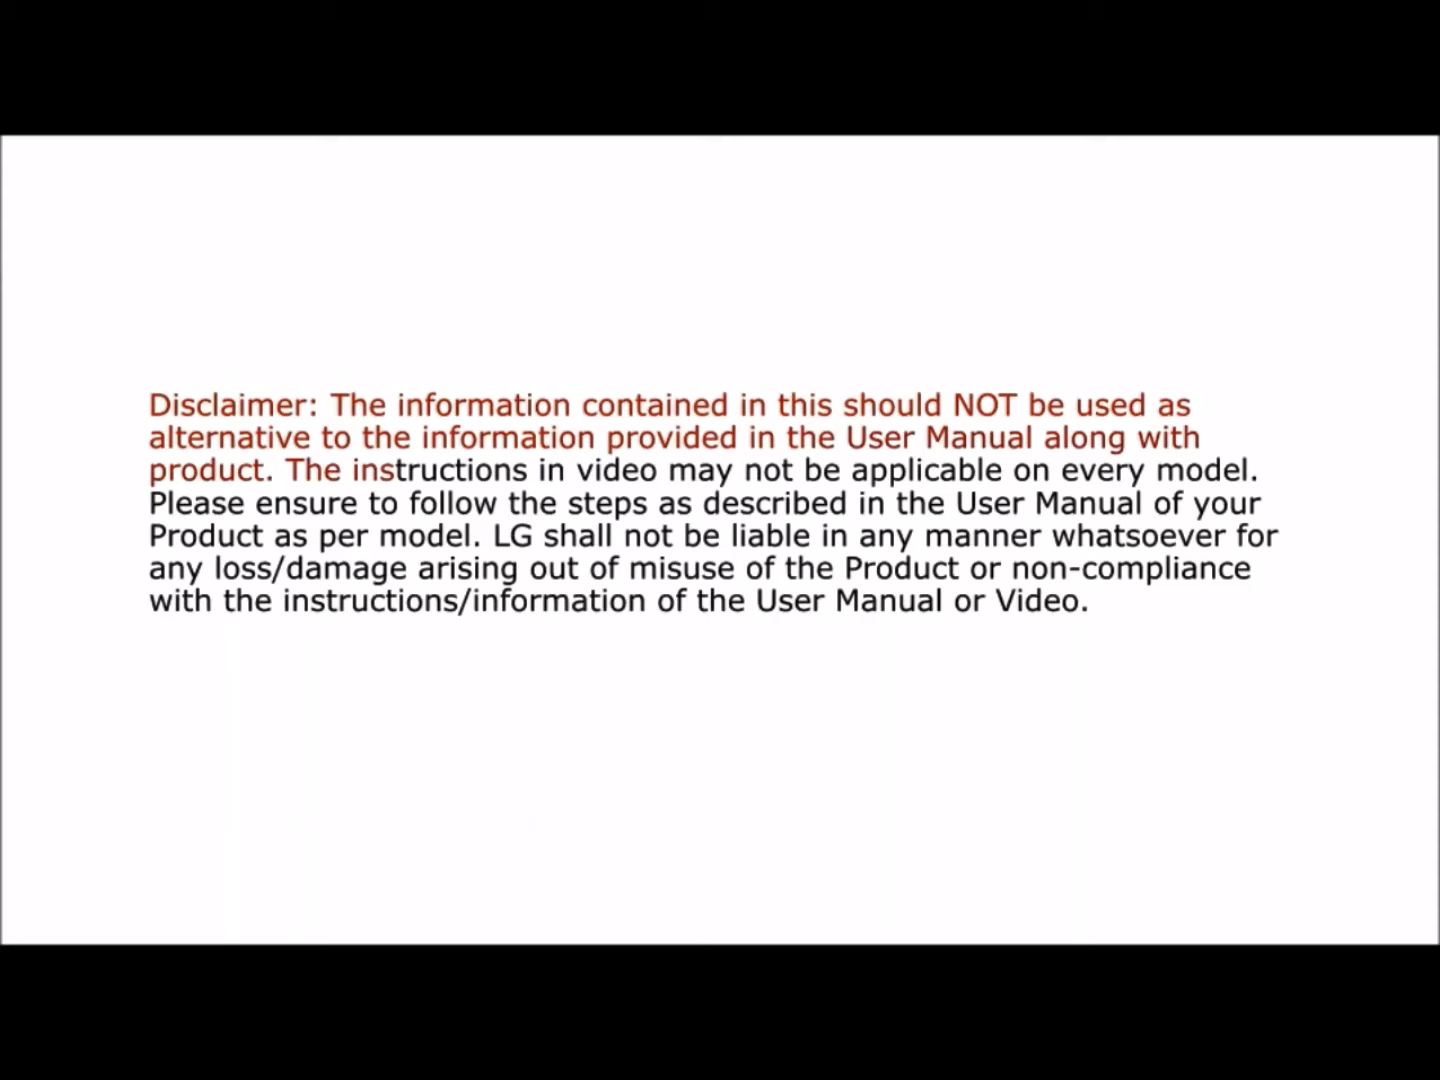 Disclaimer: The information contained in this should NOT be used as
alternative to the information provided in the User Manual along with
product. The instructions in video may not be applicable on every model.
Please ensure to follow the steps as described in the User Manual of your
Product as per model. LG shall not be liable in any manner whatsoever for
any loss/damage arising out of misuse of the Product or non-compliance
with the instructions/information of the User Manual or Video.